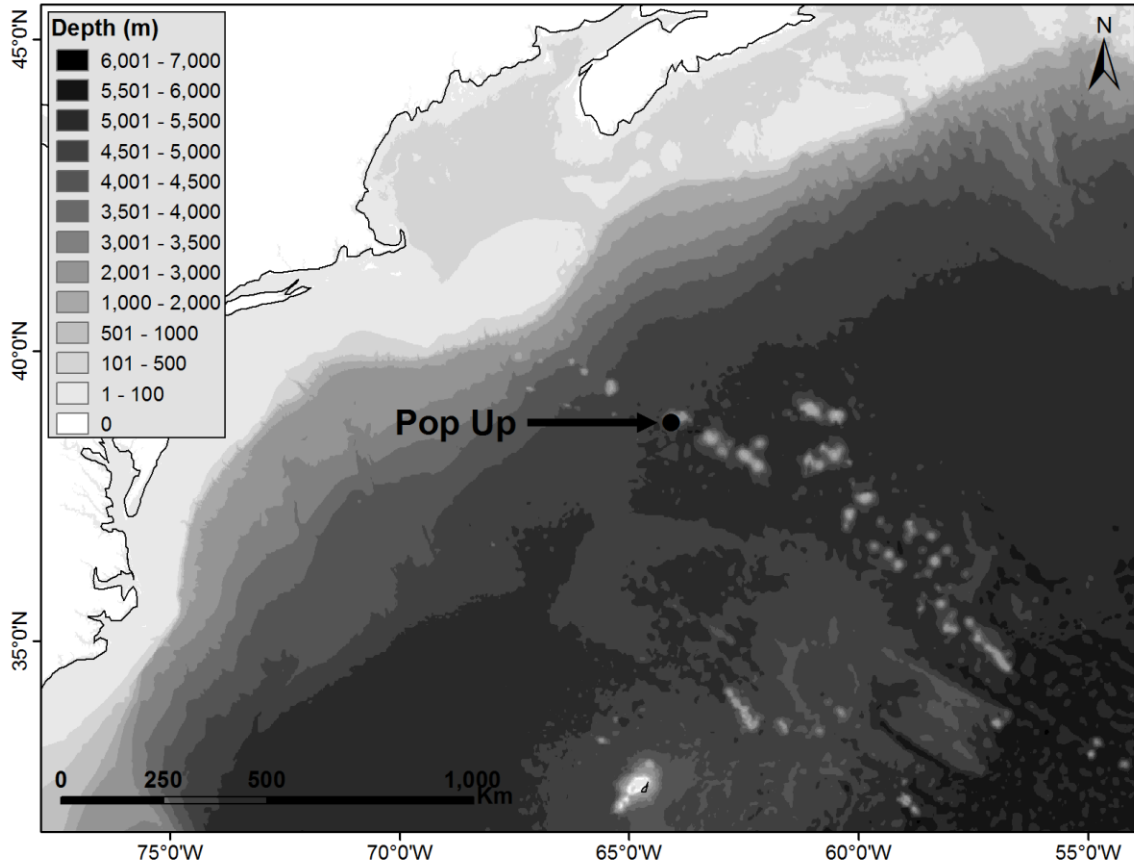 Depth (m)
6,001 - 7,000
5,501 - 6,000
5,001 - 5,500
4,501 - 5,000
4,001 - 4,500
3,501 - 4,000
3,001 - 3,500
2,001 - 3,000
1,000 - 2,000
501 - 1000
101 - 500
1 - 100
0
N
45°0'N
40°0'N
35°0'N
Pop Up
0 250 500 1,000
Km
75°0'W 70°0'W 65°0'W 60°0'W 55°0'W